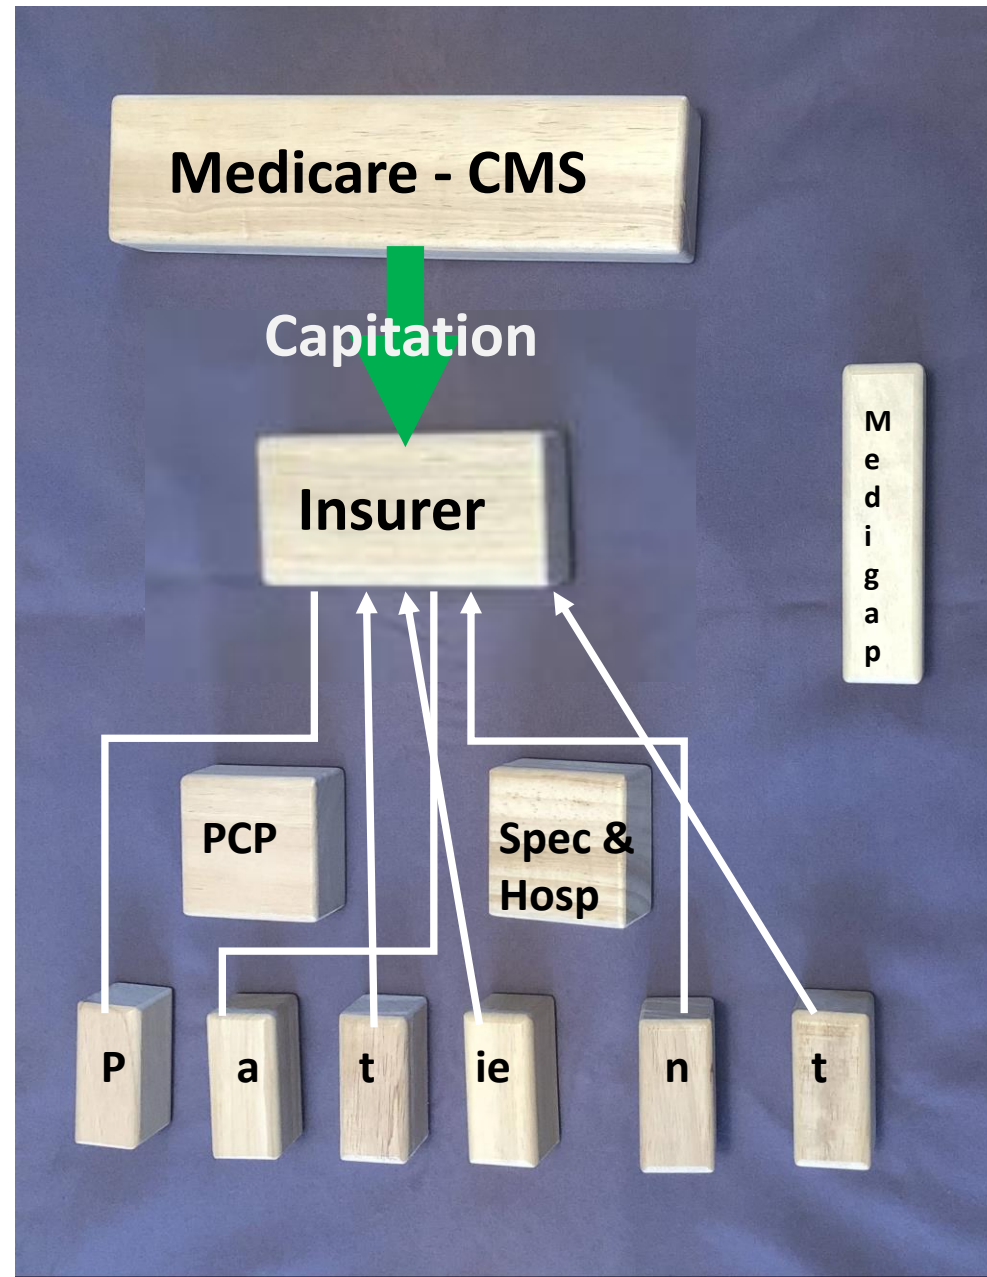 Medicare - CMS
Capitation
Insurer
M
e
d
i
g
a
p
PCP
Spec &
Hosp
P a t ie n t